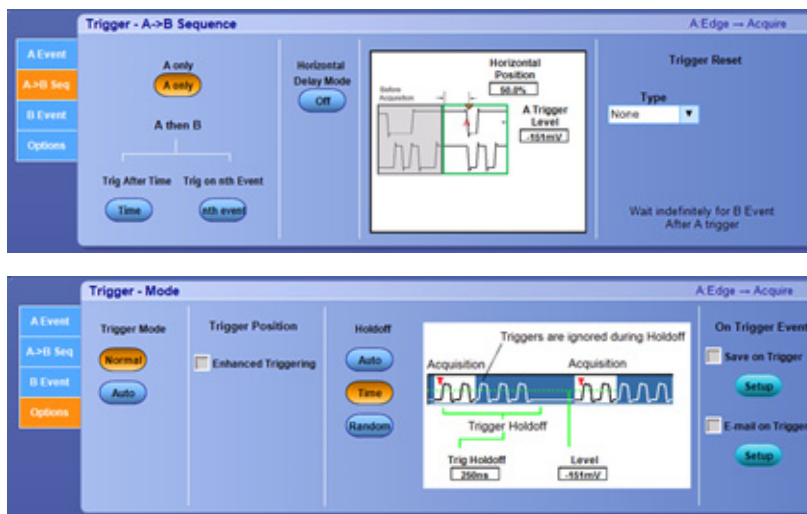 Trigger - A->B Sequence
A:Edge → Acquire
A Event
A->B Seq
B Event
Options
A only
A only
A then B
Trig After Time
Trig on nth Event
Time
nth event
Horizontal
Delay Mode
Off
Before
Acquisition
Horizontal
Position
50.0%
A Trigger
Level
-151mV
A
Trigger Reset
Type
None
Wait indefinitely for B Event
After A trigger
Trigger - Mode
A:Edge → Acquire
A Event
A->B Seq
B Event
Options
Trigger Mode
Normal
Auto
Trigger Position
Enhanced Triggering
Holdoff
Auto
Time
Random
Triggers are ignored during Holdoff
Acquisition
Acquisition
Trigger Holdoff
Trig Holdoff
250ns
Level
-151mV
On Trigger Event
Save on Trigger
Setup
E-mail on Trigger
Setup